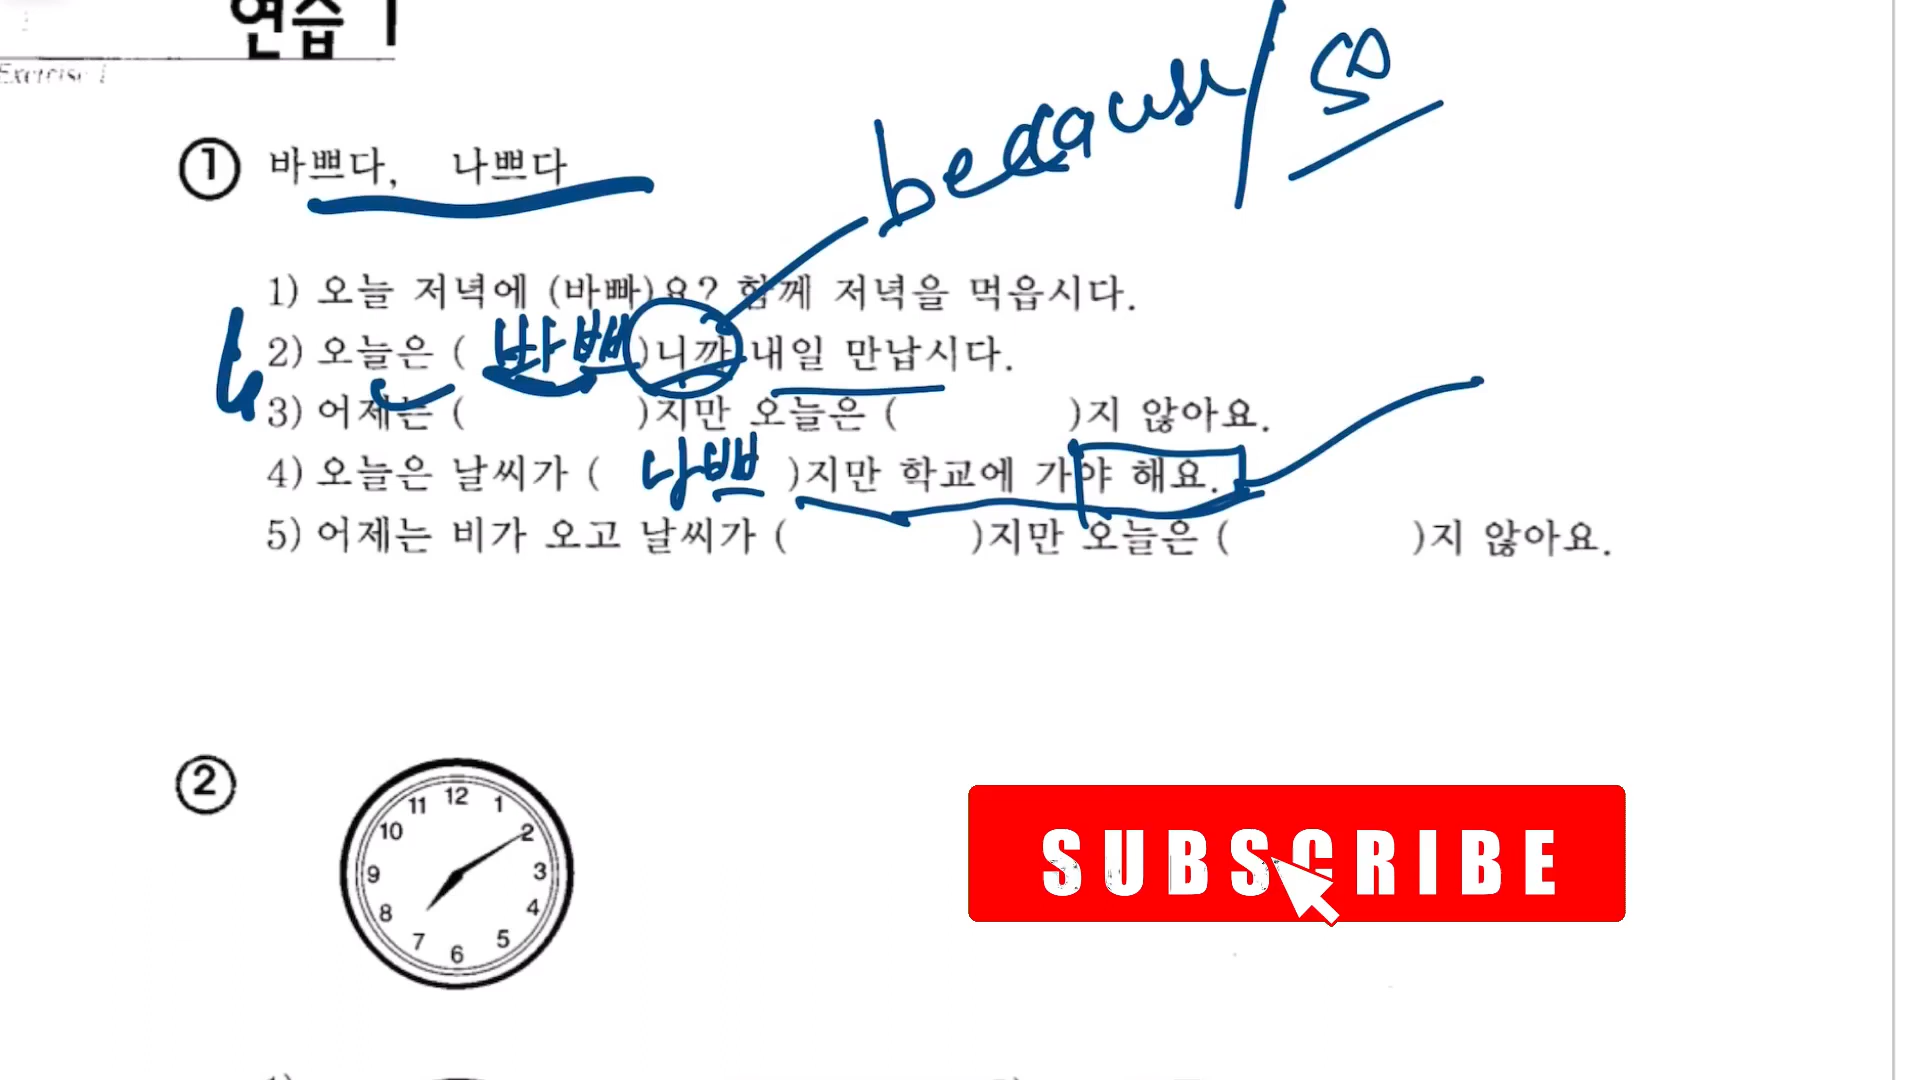 연습 1
Exercise 1
because / so
① 바쁘다, 나쁘다
1) 오늘 저녁에 (바빠)요? 함께 저녁을 먹읍시다.
2) 오늘은 ( 바쁘 )니까 내일 만납시다.
3) 어제는 ( )지만 오늘은 ( )지 않아요.
4) 오늘은 날씨가 ( 나쁘 )지만 학교에 가야 해요.
5) 어제는 비가 오고 날씨가 ( )지만 오늘은 ( )지 않아요.
②
12
11 1
10 2
9 3
8 4
7 5
6
SUBSCRIBE